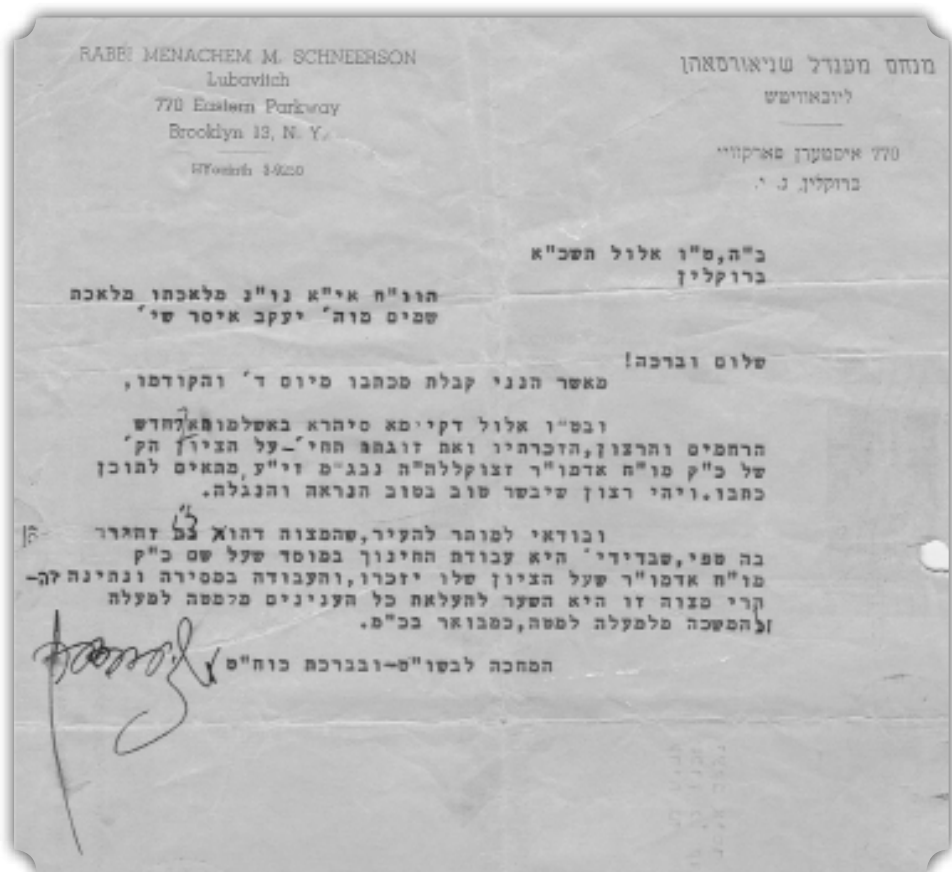 RABBI MENACHEM M. SCHNEERSON
Lubavitch
770 Eastern Parkway
Brooklyn 13, N. Y.
3-9250
מנחם מענדל שניאורסאהן
ליובאוויטש
770 איסטערן פארקוויי
ברוקלין, נ. י.
ב"ה, ט"ו אלול תשכ"א
ברוקלין
הוו"ח אי"א נו"נ מלאכתו מלאכת
שמים מוה' יעקב איסר שי'
שלום וברכה!
מאשר הנני קבלת מכתבו מיום ד' והקודמו,
ובט"ו אלול דקיימא סיהרא באשלמותא לחדש
הרחמים והרצון, הזכרתיו ואת זוגתו תחי'-על הציון הק'
של כ"ק מו"ח אדמו"ר זצוקללה"ה נבג"מ זי"ע, מתאים לתוכן
כתבו. ויהי רצון שיבשר טוב בטוב הנראה והנגלה.
ובודאי למותר להעיר, שהמצוה דהוא זהיר
בה טפי, שבדידי' היא עבודת החינוך במוסד שעל שם כ"ק
מו"ח אדמו"ר שעל הציון שלו יזכרו, והעבודה במסירה ונתינה
קרי מצוה זו היא השער להעלאת כל הענינים מלמטה למעלה
והמשכה מלמעלה למטה, כמבואר בכ"מ.
המחכה לבשו"ט-ובברכת כוח"ט